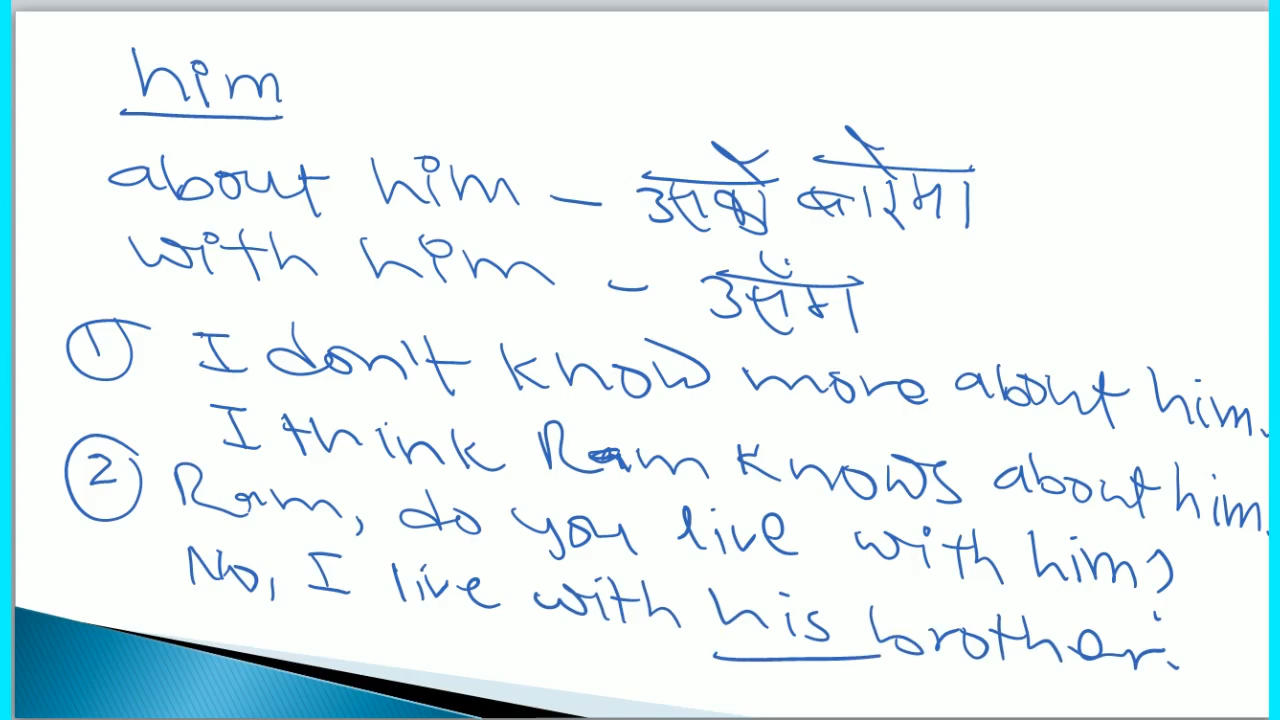 him
about him - उसको बारेमा
with him - उसँग
① I don't know more about him.
I think Ram knows about him.
② Ram, do you live with him?
No, I live with his brother.